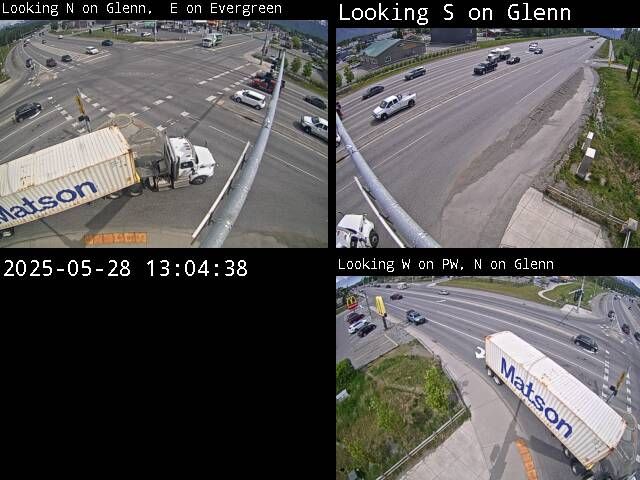 Looking N on Glenn,  E on Evergreen
Looking S on Glenn
Matson
2025-05-28 13:04:38
Looking W on PW, N on Glenn
Matson